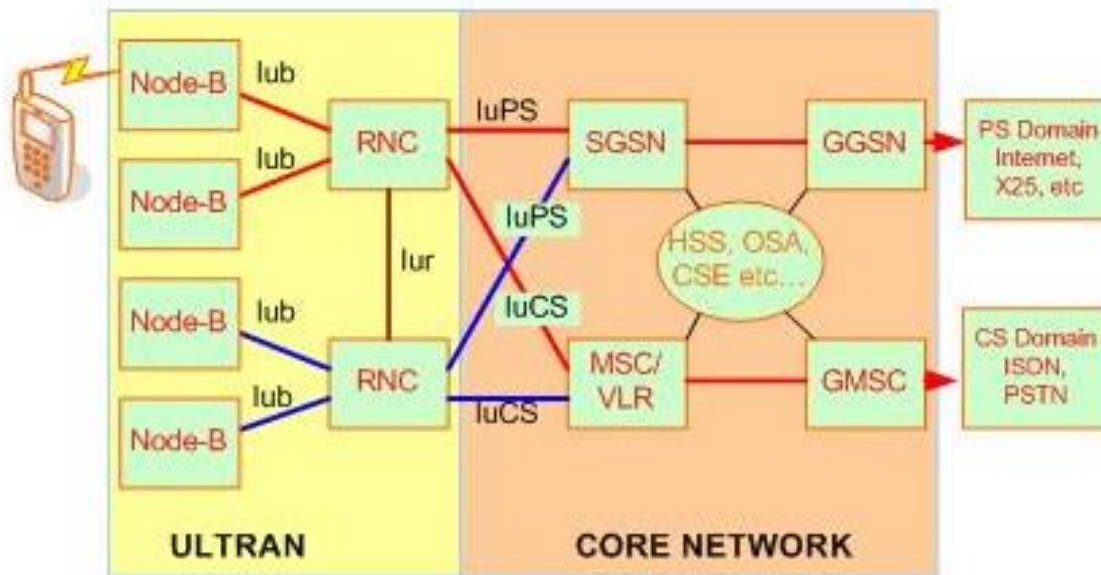 Node-B
Iub
Iub
Node-B
RNC
IuPS
SGSN
GGSN
PS Domain
Internet,
X25, etc
IuPS
Iur
HSS, OSA,
CSE etc...
IuCS
Node-B
Iub
Iub
Node-B
RNC
IuCS
MSC/
VLR
GMSC
CS Domain
ISON,
PSTN
ULTRAN
CORE NETWORK